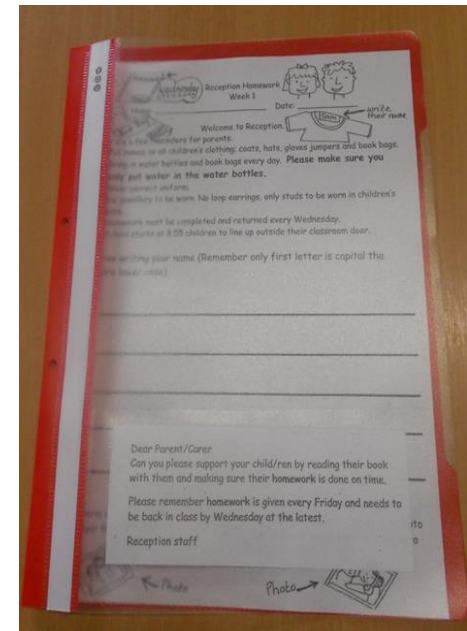 Wednesday
Reception Homework
Week 1
Name Date:
write
their name
Welcome to Reception.
few reminders for parents:
names on all children's clothing: coats, hats, gloves jumpers and book bags.
in water bottles and book bags every day. Please make sure you
only put water in the water bottles.
correct uniform.
jewellery to be worn. No loop earrings, only studs to be worn in children's
Homework must be completed and returned every Wednesday.
starts at 8:55 children to line up outside their classroom door.
writing your name (Remember only first letter is capital the
are lower case)
Dear Parent/Carer
Can you please support your child/ren by reading their book
with them and making sure their homework is done on time.
Please remember homework is given every Friday and needs to
be back in class by Wednesday at the latest.
Reception staff
Photo
Photo